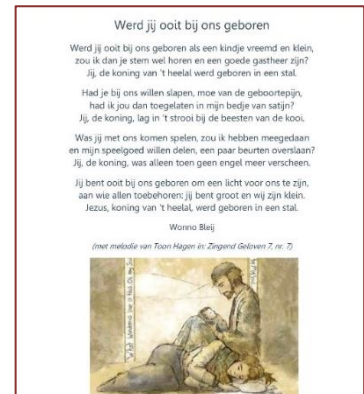 Werd jij ooit bij ons geboren
Werd jij ooit bij ons geboren als een kindje vreemd en klein,
zou ik dan je stem wel horen en een goede gastheer zijn?
Jij, de koning van 't heelal werd geboren in een stal.
Had je bij ons willen slapen, moe van de geboortepijn,
had ik jou dan toegelaten in mijn bedje van satijn?
Jij, de koning, lag in 't strooi bij de beesten van de kooi.
Was jij met ons komen spelen, zou ik hebben meegedaan
en mijn speelgoed willen delen, een paar beurten overslaan?
Jij, de koning, was alleen toen geen engel meer verscheen.
Jij bent ooit bij ons geboren om een licht voor ons te zijn,
aan wie allen toebehoren: jij bent groot en wij zijn klein.
Jezus, koning van 't heelal, werd geboren in een stal.
Wonno Bleij
(met melodie van Toon Hagen in: Zingend Geloven 7, nr. 7)